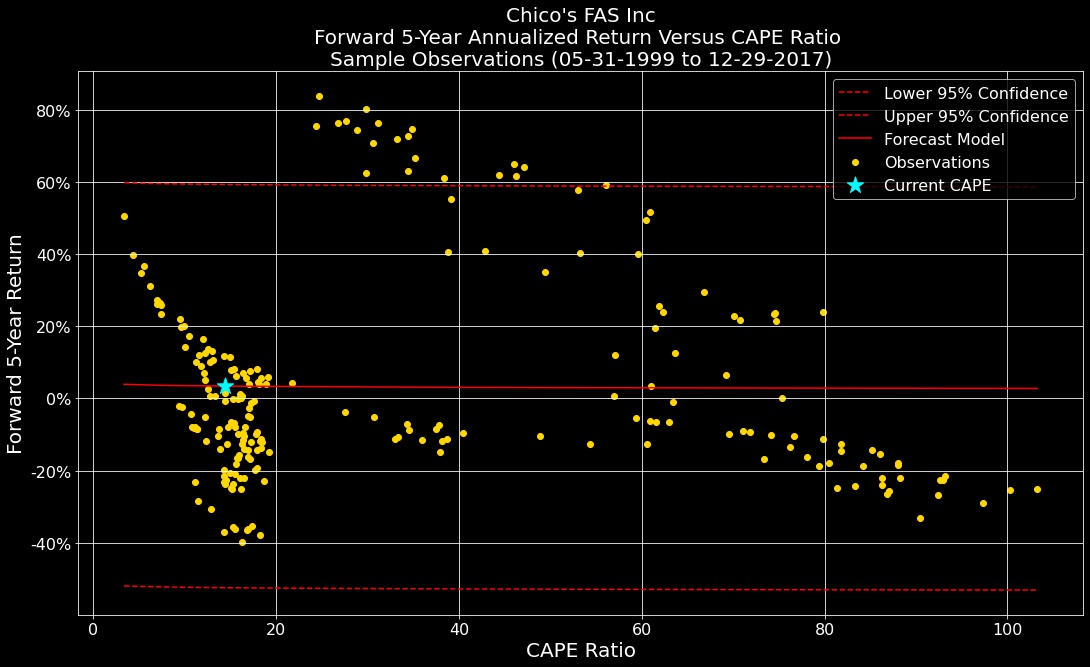 Chico's FAS Inc
Forward 5-Year Annualized Return Versus CAPE Ratio
Sample Observations (05-31-1999 to 12-29-2017)
Lower 95% Confidence
Upper 95% Confidence
Forecast Model
Observations
Current CAPE
Forward 5-Year Return
80%
60%
40%
20%
0%
-20%
-40%
0 20 40 60 80 100
CAPE Ratio